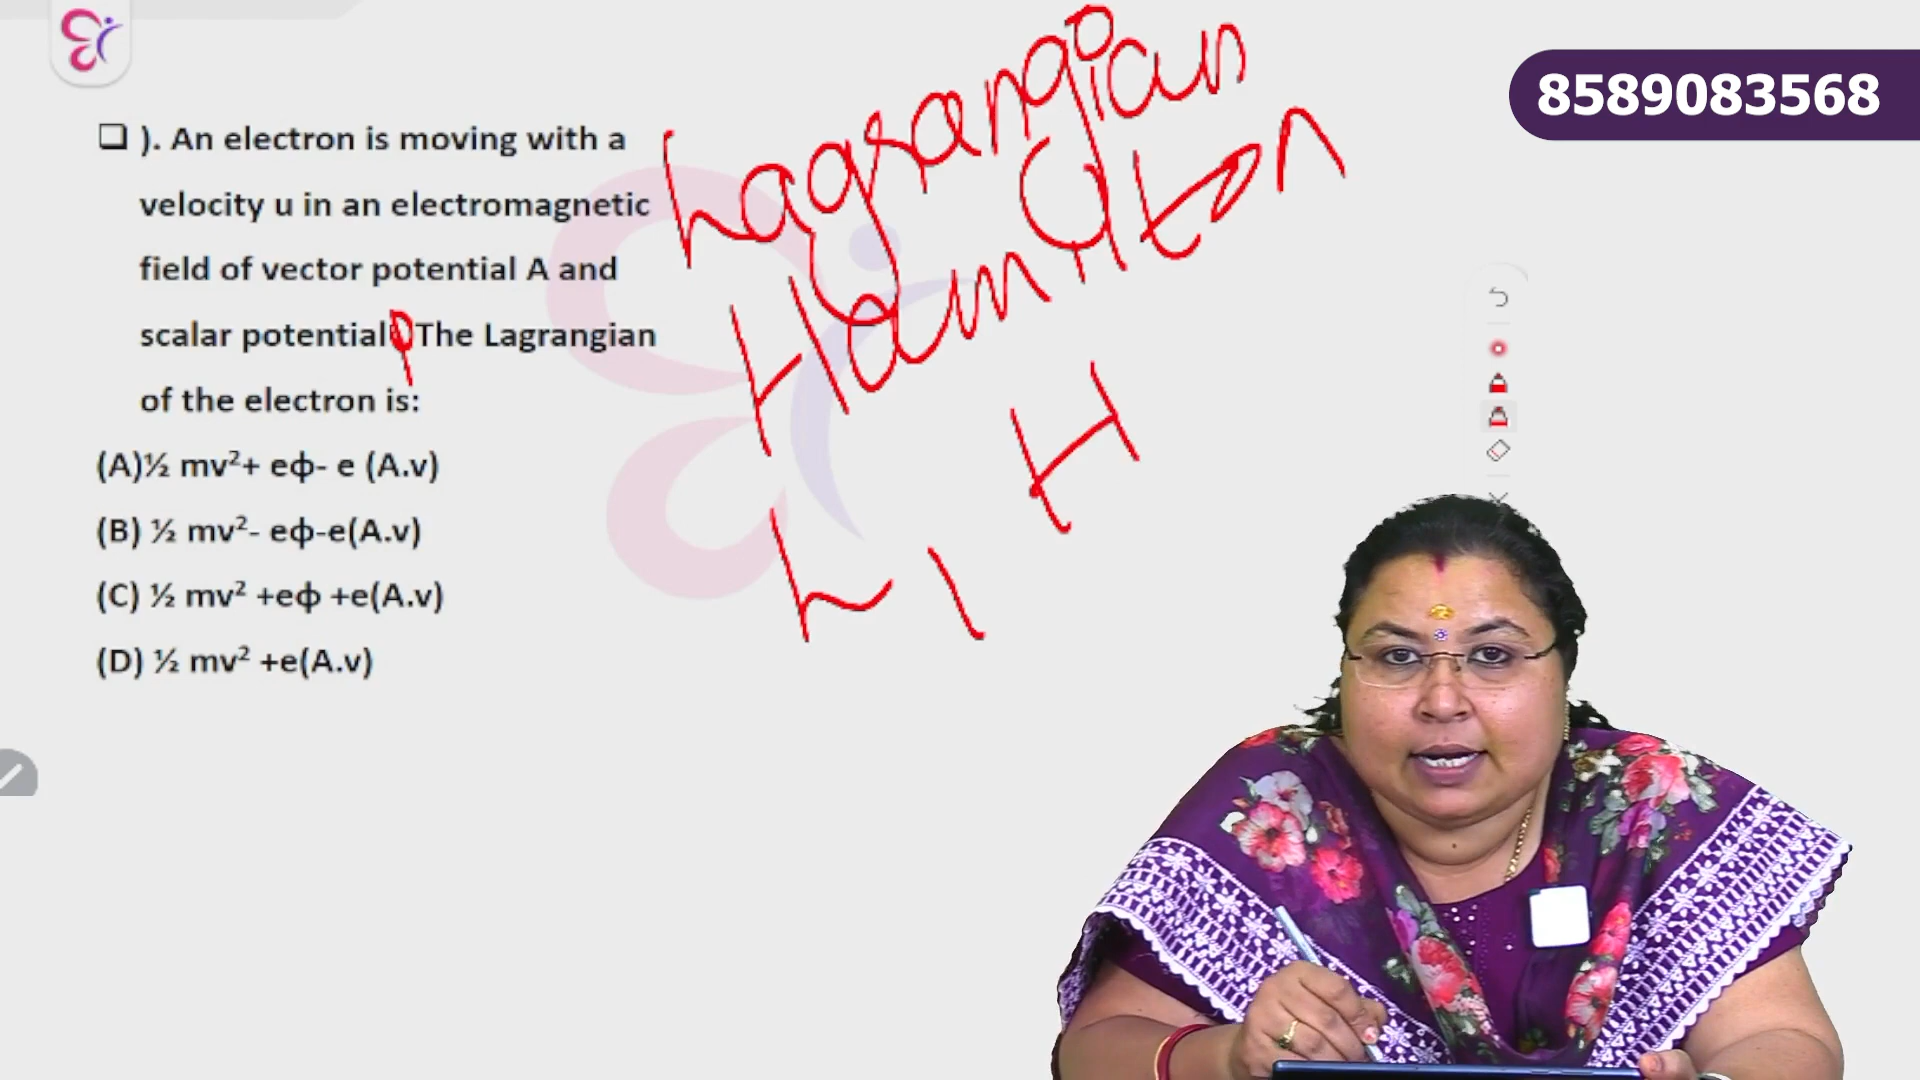 8589083568
❑ ). An electron is moving with a
velocity u in an electromagnetic
field of vector potential A and
scalar potential φ The Lagrangian
of the electron is:
(A)½ mv²+ eφ- e (A.v)
(B) ½ mv²- eφ-e(A.v)
(C) ½ mv² +eφ +e(A.v)
(D) ½ mv² +e(A.v)
Lagrangian
Hamilton
H
L